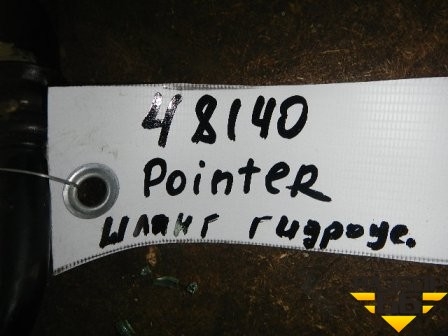 48140
PointeR
шланг гидроус.